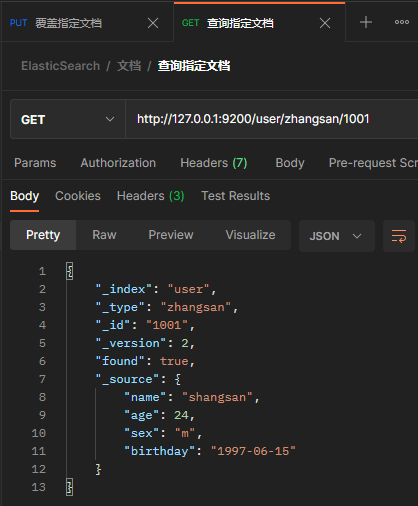 PUT 覆盖指定文档 GET 查询指定文档
ElasticSearch / 文档 / 查询指定文档
GET http://127.0.0.1:9200/user/zhangsan/1001
Params Authorization Headers (7) Body Pre-request Scr
Body Cookies Headers (3) Test Results
Pretty Raw Preview Visualize JSON
1 {
2 "_index": "user",
3 "_type": "zhangsan",
4 "_id": "1001",
5 "_version": 2,
6 "found": true,
7 "_source": {
8 "name": "shangsan",
9 "age": 24,
10 "sex": "m",
11 "birthday": "1997-06-15"
12 }
13 }